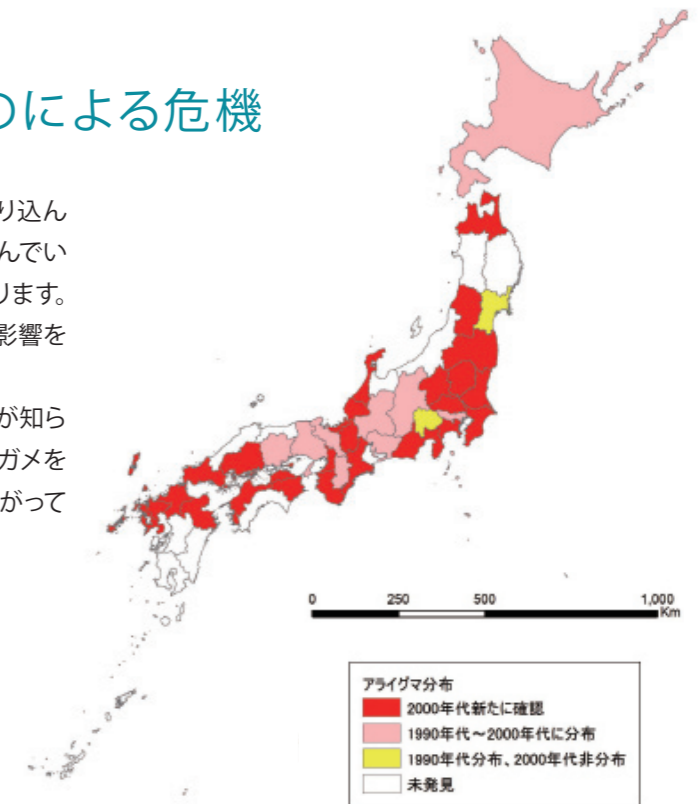 のによる危機
り込ん
んでい
ります。
影響を
が知ら
ガメを
がって
0 250 500 1,000
Km
アライグマ分布
2000年代新たに確認
1990年代～2000年代に分布
1990年代分布、2000年代非分布
未発見